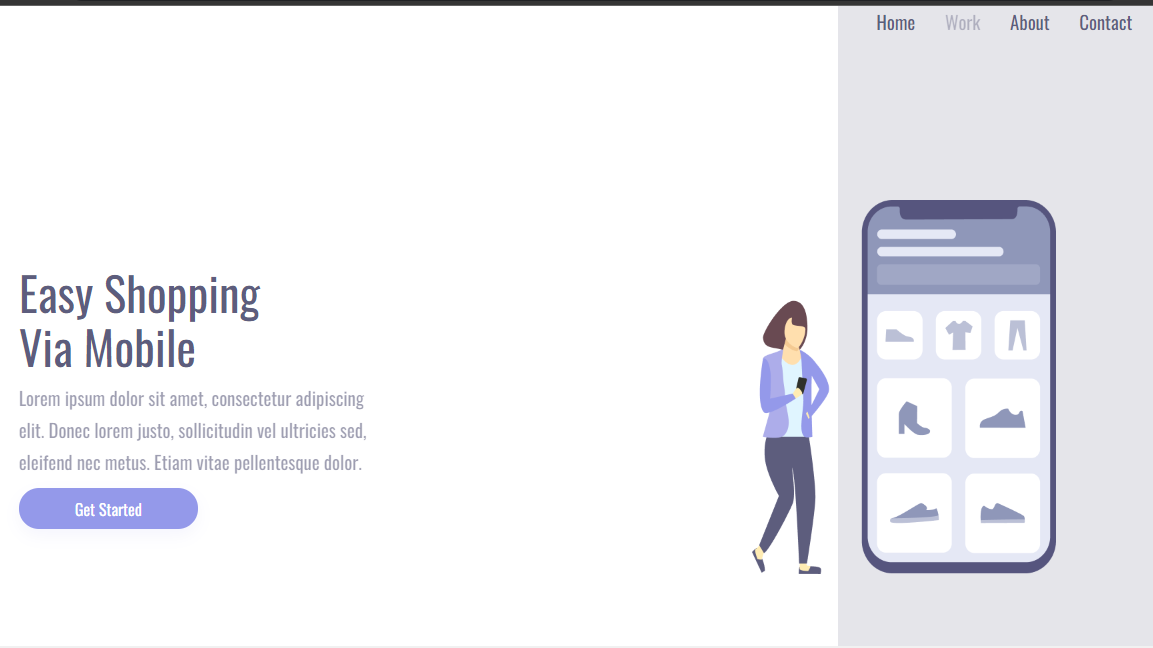 Home Work About Contact
Easy Shopping
Via Mobile
Lorem ipsum dolor sit amet, consectetur adipiscing
elit. Donec lorem justo, sollicitudin vel ultricies sed,
eleifend nec metus. Etiam vitae pellentesque dolor.
Get Started